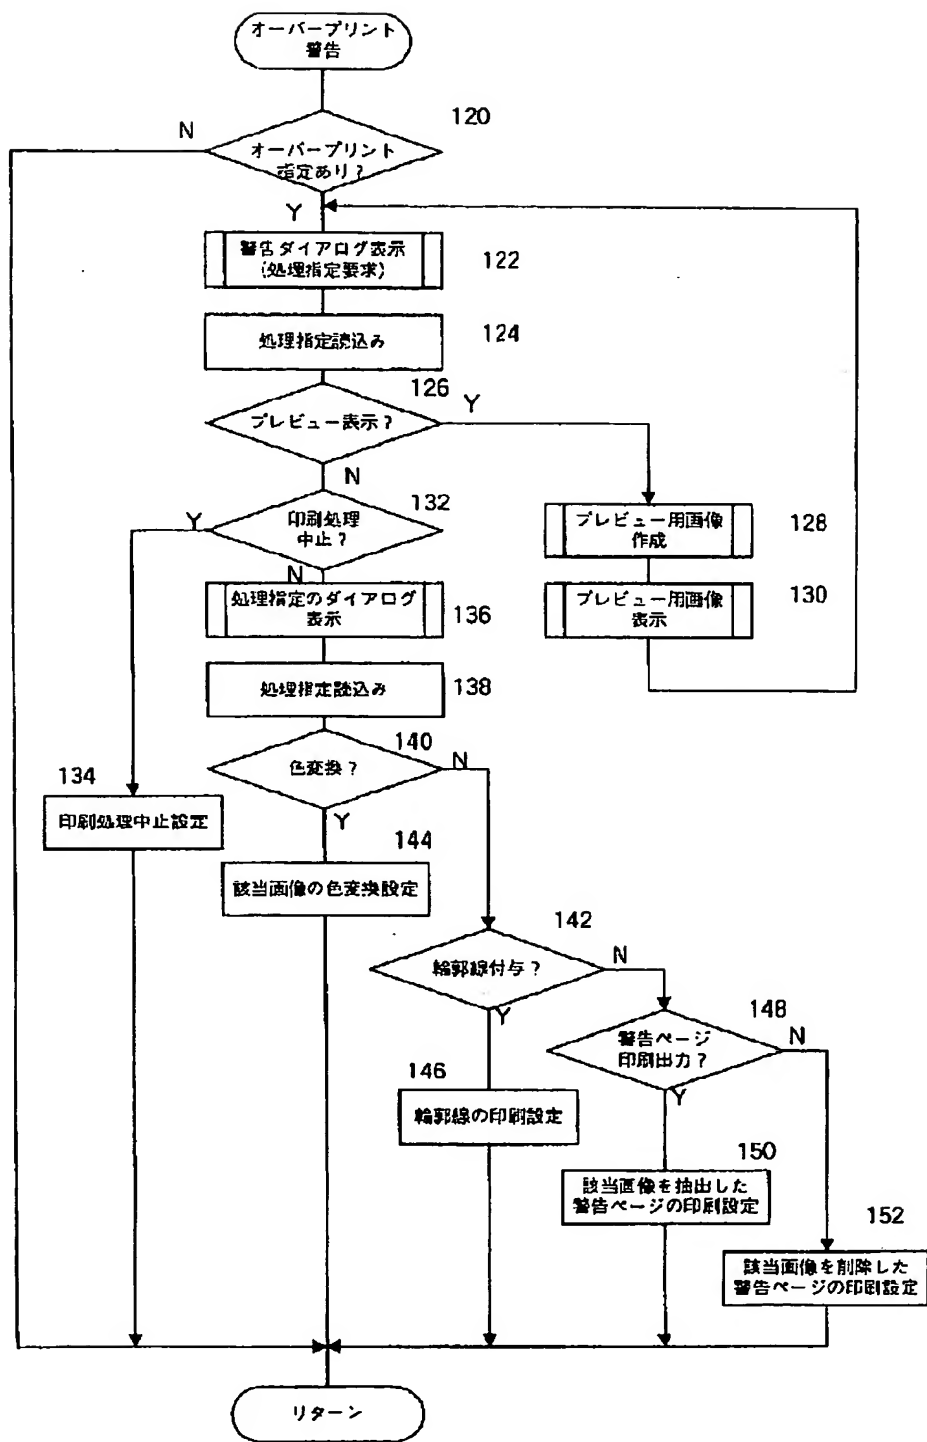 オーバープリント
警告
120
N
オーバープリント
指定あり?
Y
警告ダイアログ表示
(処理指定要求)
122
処理指定読込み
124
126
プレビュー表示?
Y
N
132
Y
印刷処理
中止?
プレビュー用画像
作成
128
N
処理指定のダイアログ
表示
136
プレビュー用画像
表示
130
処理指定読込み
138
140
色変換?
N
134
印刷処理中止設定
Y
144
該当画像の色変換設定
142
輪郭線付与?
N
Y
148
警告ページ
印刷出力?
N
146
Y
輪郭線の印刷設定
150
該当画像を抽出した
警告ページの印刷設定
152
該当画像を削除した
警告ページの印刷設定
リターン